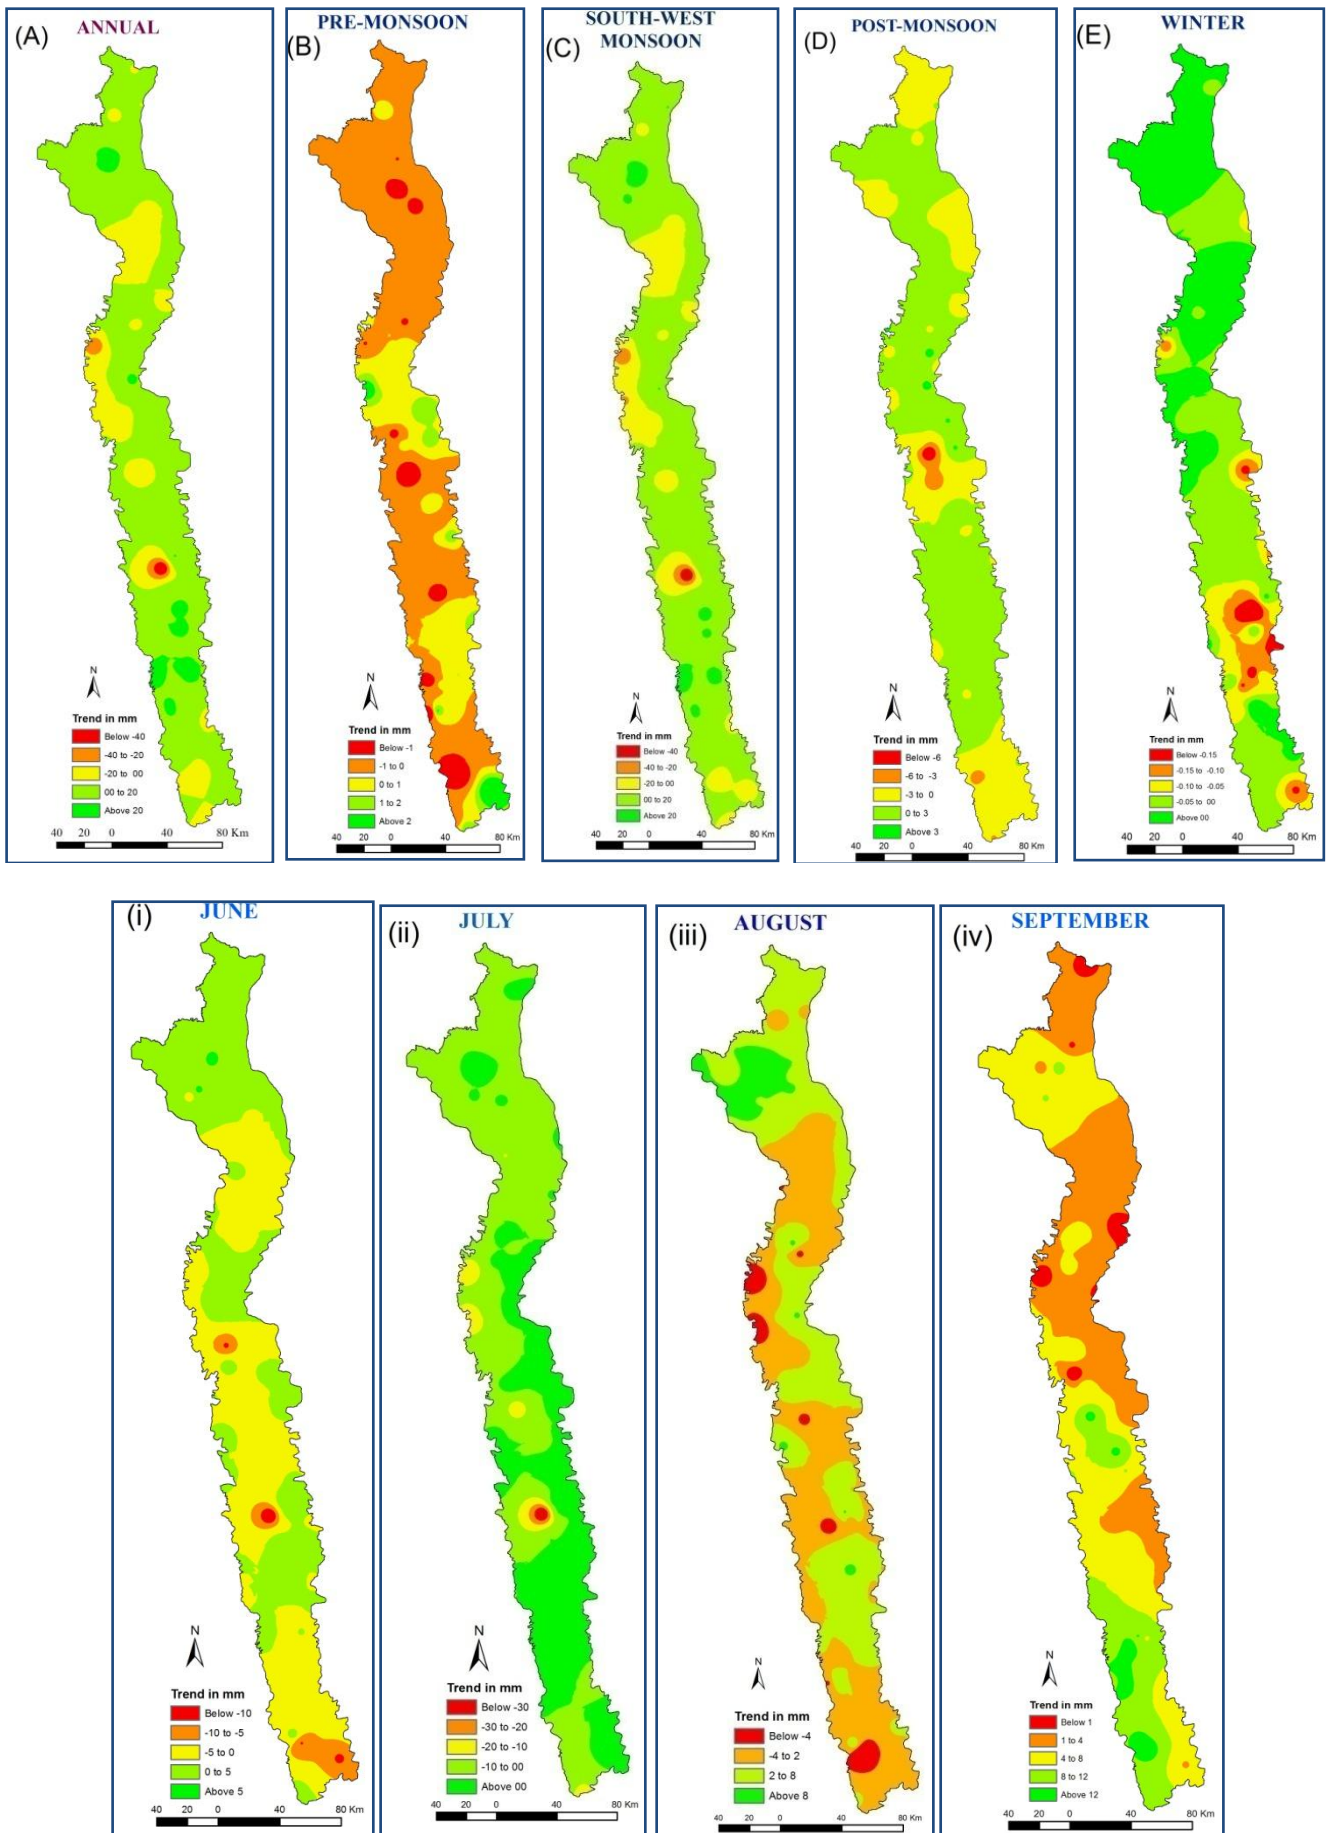 (A)
ANNUAL
N
Trend in mm
Below -40
-40 to -20
-20 to 00
00 to 20
Above 20
40 20 0 40 80 Km
(B)
PRE-MONSOON
N
Trend in mm
Below -1
-1 to 0
0 to 1
1 to 2
Above 2
40 20 0 40 80 Km
(C)
SOUTH-WEST
MONSOON
N
Trend in mm
Below -40
-40 to -20
-20 to 00
00 to 20
Above 20
40 20 0 40 80 Km
(D)
POST-MONSOON
N
Trend in mm
Below -6
-6 to -3
-3 to 0
0 to 3
Above 3
40 20 0 40 80 Km
(E)
WINTER
N
Trend in mm
Below -0.15
-0.15 to -0.10
-0.10 to -0.05
-0.05 to 00
Above 00
40 20 0 40 80 Km
(i)
JUNE
N
Trend in mm
Below -10
-10 to -5
-5 to 0
0 to 5
Above 5
40 20 0 40 80 Km
(ii)
JULY
N
Trend in mm
Below -30
-30 to -20
-20 to -10
-10 to 00
Above 00
40 20 0 40 80 Km
(iii)
AUGUST
N
Trend in mm
Below -4
-4 to 2
2 to 8
Above 8
40 20 0 40 80 Km
(iv)
SEPTEMBER
N
Trend in mm
Below 1
1 to 4
4 to 8
8 to 12
Above 12
40 20 0 40 80 Km